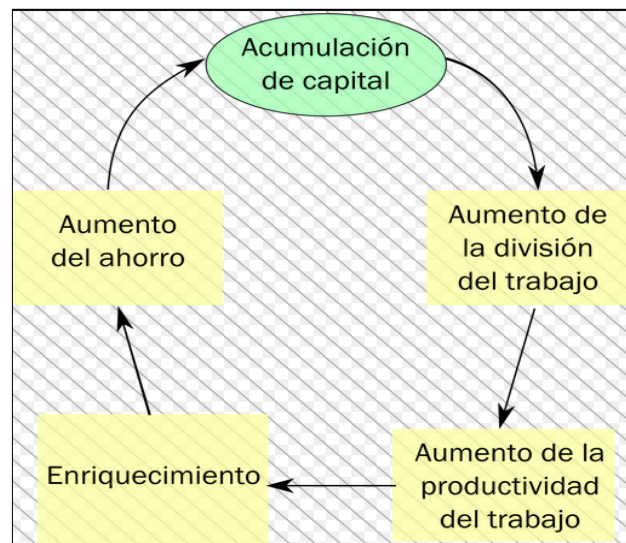 Acumulación
de capital
Aumento
del ahorro
Aumento de
la división
del trabajo
Enriquecimiento
Aumento de la
productividad
del trabajo